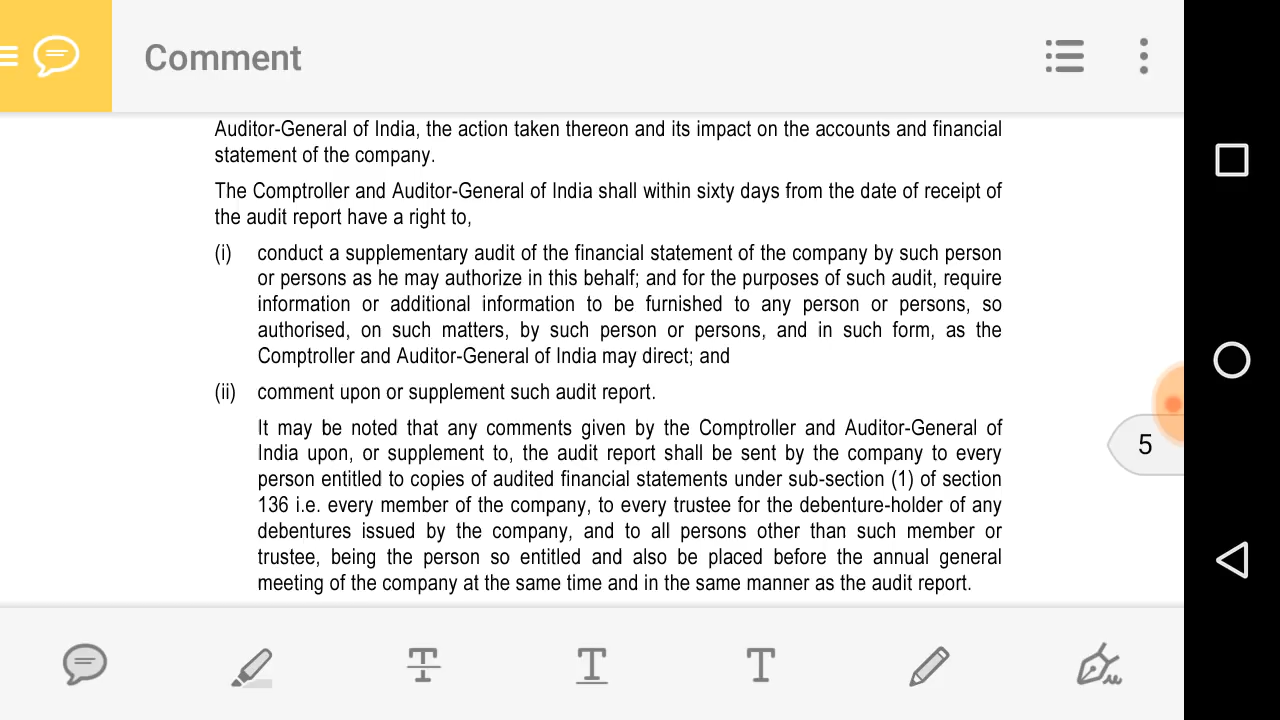 Comment
Auditor-General of India, the action taken thereon and its impact on the accounts and financial
statement of the company.
The Comptroller and Auditor-General of India shall within sixty days from the date of receipt of
the audit report have a right to,
(i) conduct a supplementary audit of the financial statement of the company by such person
or persons as he may authorize in this behalf; and for the purposes of such audit, require
information or additional information to be furnished to any person or persons, so
authorised, on such matters, by such person or persons, and in such form, as the
Comptroller and Auditor-General of India may direct; and
(ii) comment upon or supplement such audit report.
It may be noted that any comments given by the Comptroller and Auditor-General of
India upon, or supplement to, the audit report shall be sent by the company to every
person entitled to copies of audited financial statements under sub-section (1) of section
136 i.e. every member of the company, to every trustee for the debenture-holder of any
debentures issued by the company, and to all persons other than such member or
trustee, being the person so entitled and also be placed before the annual general
meeting of the company at the same time and in the same manner as the audit report.
5
T T T